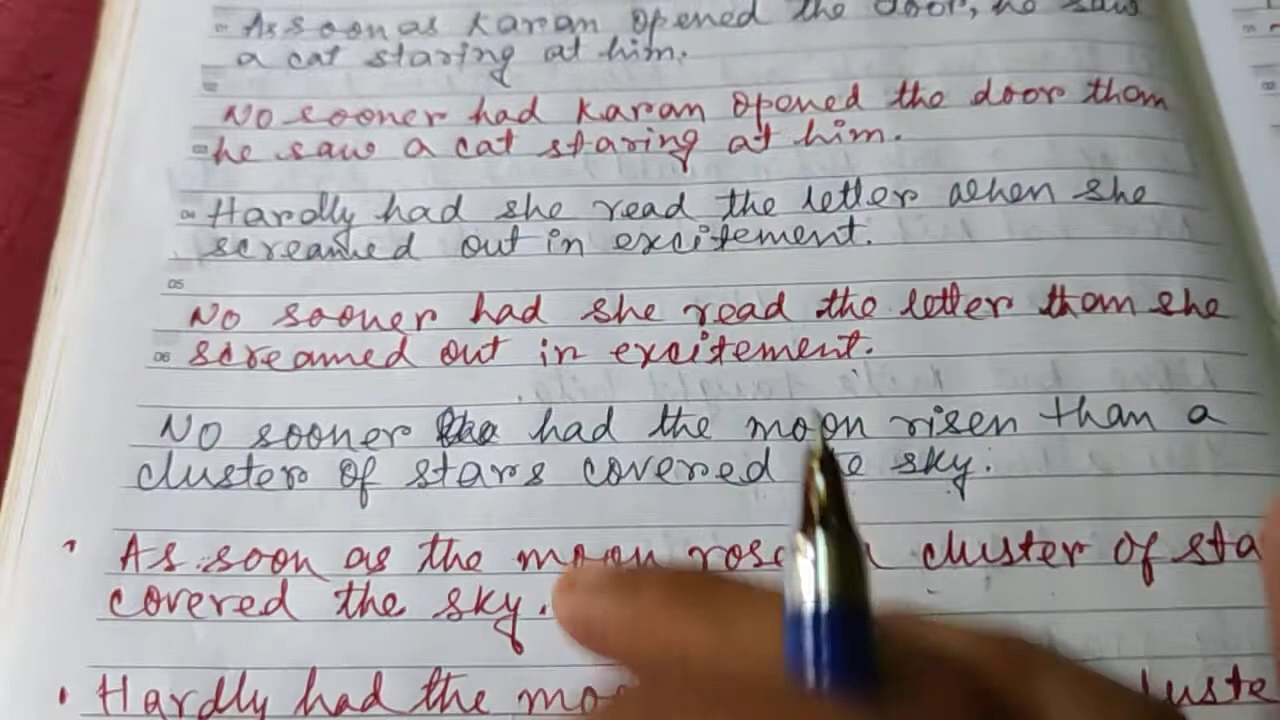 As soon as Karan opened the door, he saw
a cat staring at him.
No sooner had Karan opened the door than
he saw a cat staring at him.
Hardly had she read the letter when she
screamed out in excitement.
05
No sooner had she read the letter than she
06 screamed out in excitement.
No sooner had the moon risen than a
cluster of stars covered sky.
As soon as the moon cluster of sta
covered the sky.
Hardly had the